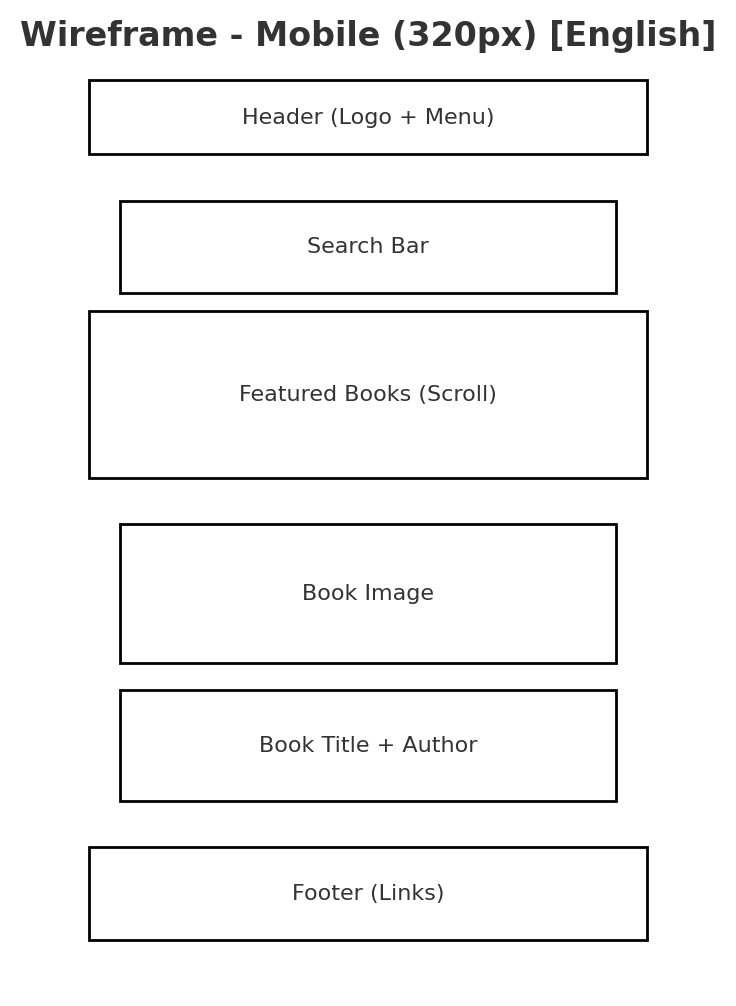 Wireframe - Mobile (320px) [English]
Header (Logo + Menu)
Search Bar
Featured Books (Scroll)
Book Image
Book Title + Author
Footer (Links)